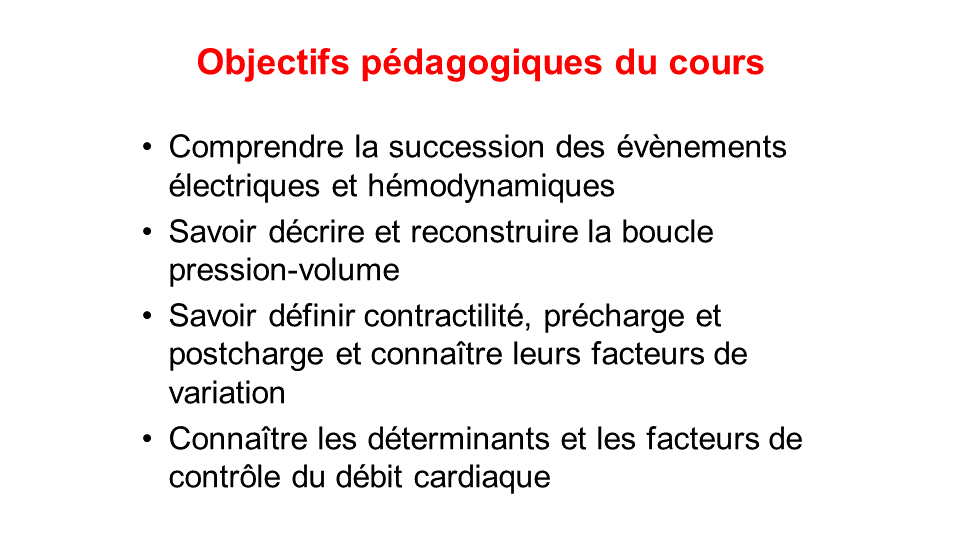 Objectifs pédagogiques du cours
• Comprendre la succession des évènements
électriques et hémodynamiques
• Savoir décrire et reconstruire la boucle
pression-volume
• Savoir définir contractilité, précharge et
postcharge et connaître leurs facteurs de
variation
• Connaître les déterminants et les facteurs de
contrôle du débit cardiaque